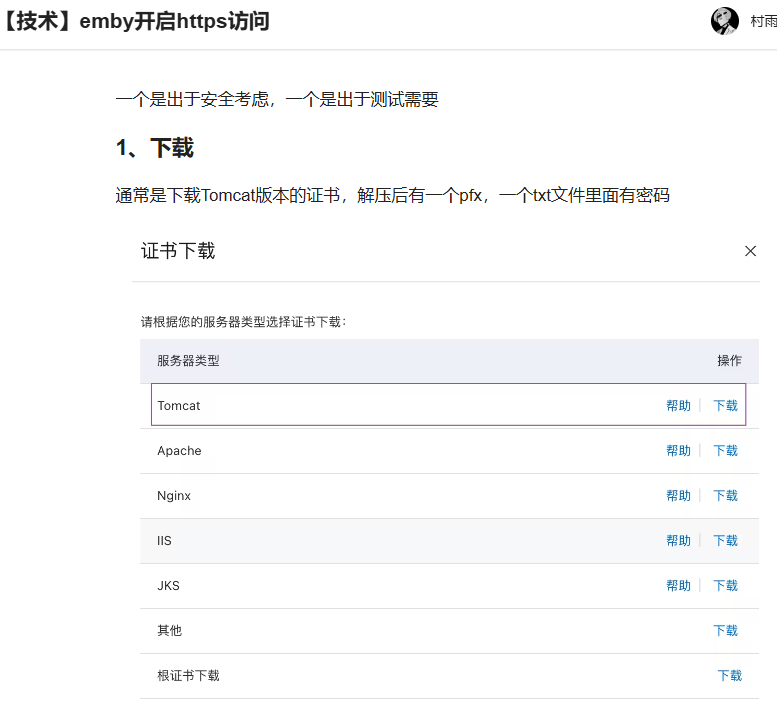 【技术】emby开启https访问
村雨
一个是出于安全考虑，一个是出于测试需要
1、下载
通常是下载Tomcat版本的证书，解压后有一个pfx，一个txt文件里面有密码
证书下载
请根据您的服务器类型选择证书下载：
服务器类型 操作
Tomcat 帮助 下载
Apache 帮助 下载
Nginx 帮助 下载
IIS 帮助 下载
JKS 帮助 下载
其他 下载
根证书下载 下载